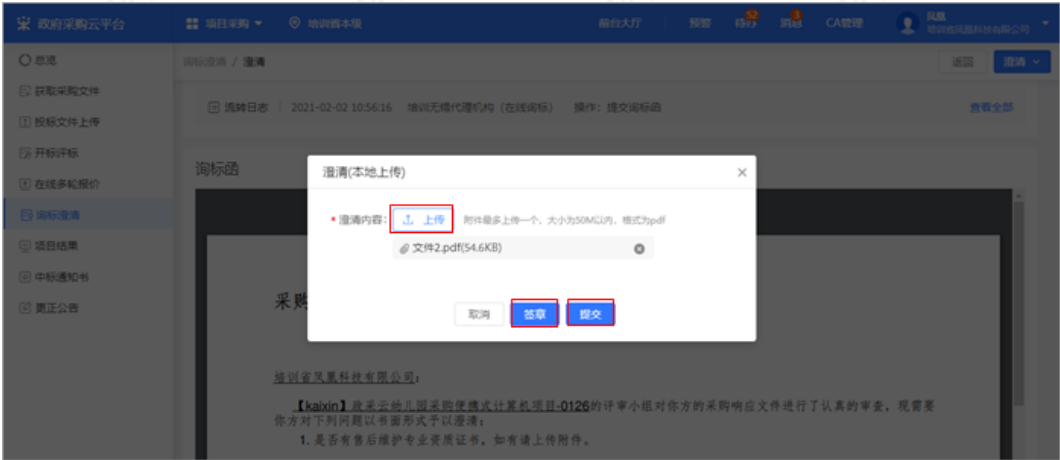 政府采购云平台
项目采购
培训省本级
前台大厅
预警
待办
52
消息
3
CA管理
凤凰
培训省凤凰科技有限公司
总览
获取采购文件
投标文件上传
开标评标
在线多轮报价
询标澄清
项目结果
中标通知书
更正公告
询标澄清 / 澄清
返回
澄清
流转日志
2021-02-02 10:56:16
培训无锡代理机构（在线询标）
操作：提交询标函
查看全部
询标函
澄清(本地上传)
* 澄清内容：
上传
附件最多上传一个，大小为50M以内，格式为pdf
文件2.pdf(54.6KB)
取消
签章
提交
采购
培训省凤凰科技有限公司：
【kaixin】政采云幼儿园采购便携式计算机项目-0126的评审小组对你方的采购响应文件进行了认真的审查，现需要
你方对下列问题以书面形式予以澄清：
1. 是否有售后维护专业资质证书，如有请上传附件。